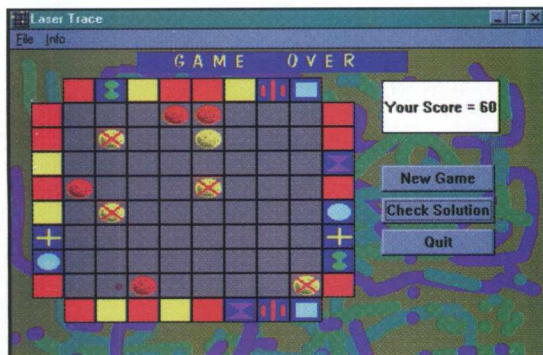 Laser Trace
File Info
GAME OVER
Your Score = 60
New Game
Check Solution
Quit